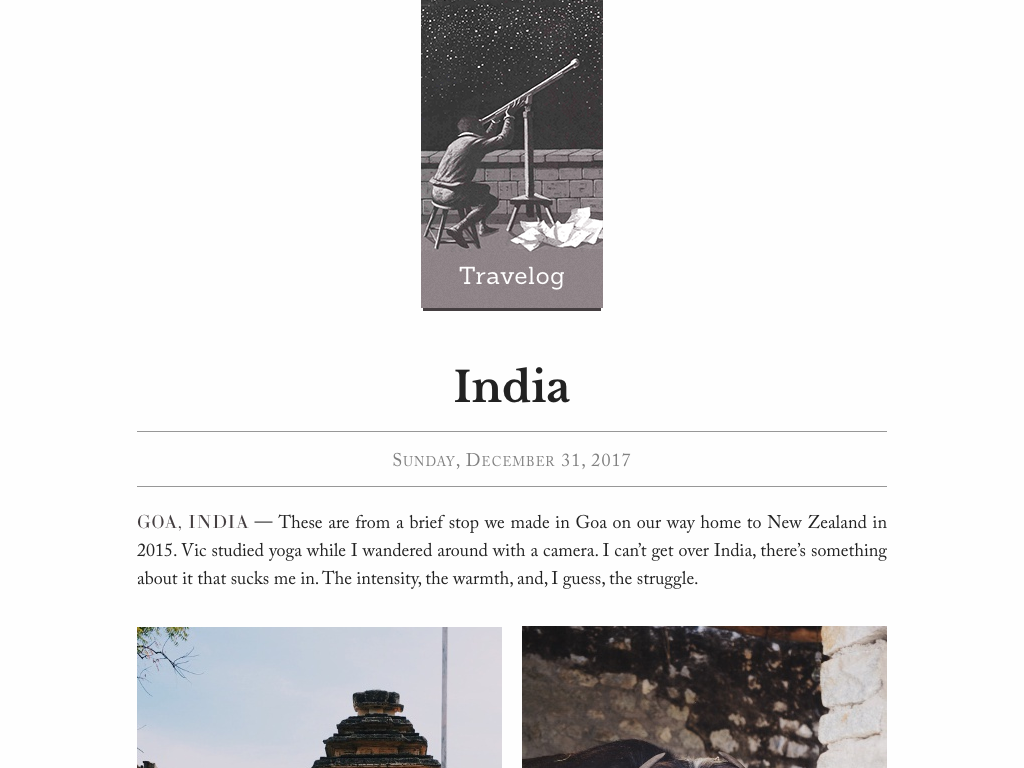 Travelog
India
Sunday, December 31, 2017
GOA, INDIA — These are from a brief stop we made in Goa on our way home to New Zealand in
2015. Vic studied yoga while I wandered around with a camera. I can’t get over India, there’s something
about it that sucks me in. The intensity, the warmth, and, I guess, the struggle.